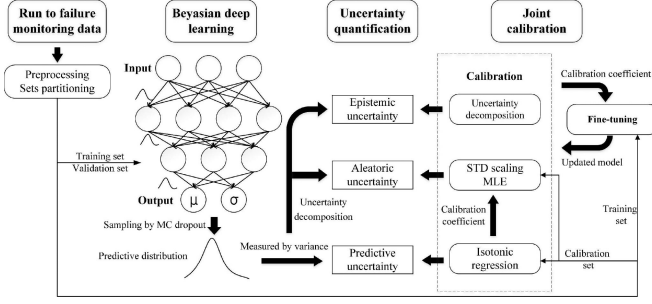 Run to failure
monitoring data
Beyasian deep
learning
Uncertainty
quantification
Joint
calibration
Preprocessing
Sets partitioning
Input
Training set
Validation set
Output
μ
σ
Sampling by MC dropout
Predictive distribution
Measured by variance
Uncertainty
decomposition
Epistemic
uncertainty
Aleatoric
uncertainty
Predictive
uncertainty
Calibration
Uncertainty
decomposition
STD scaling
MLE
Calibration
coefficient
Isotonic
regression
Calibration coefficient
Fine-tuning
Updated model
Training
set
Calibration
set